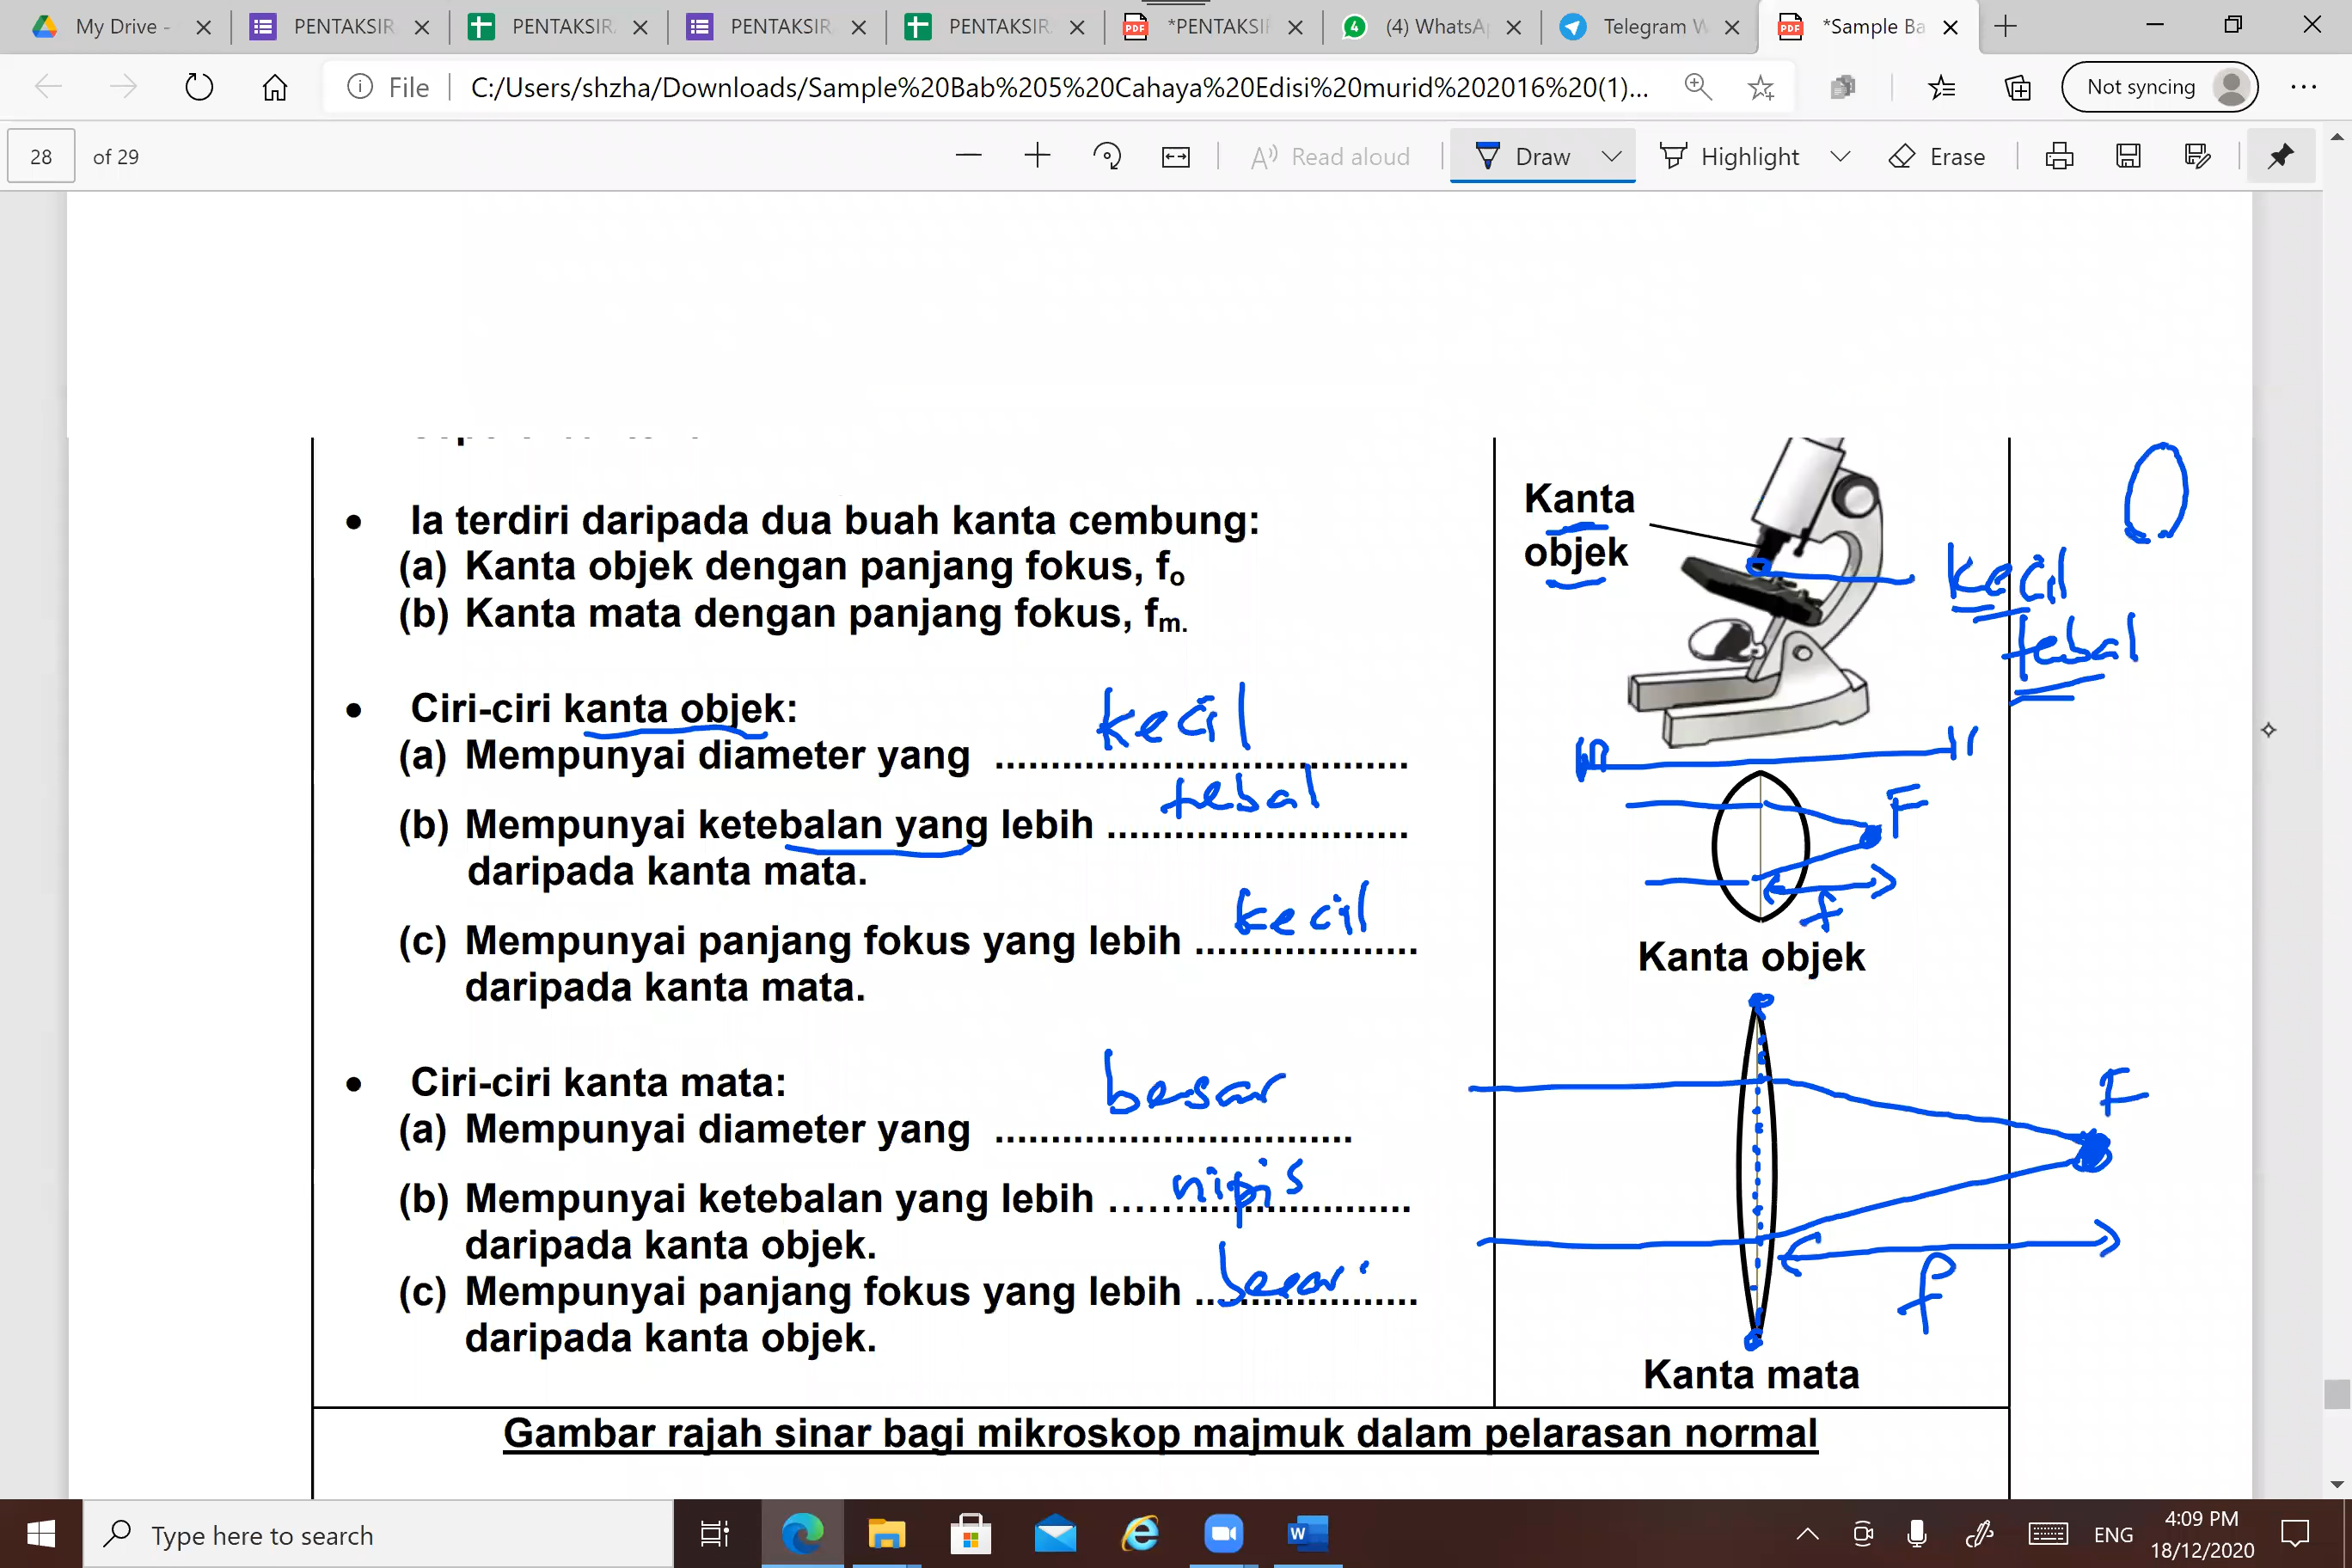 My Drive -
PENTAKSIR
PENTAKSIR
PENTAKSIR
PENTAKSIR
*PENTAKSI
(4) WhatsA
Telegram W
*Sample Ba
File
C:/Users/shzha/Downloads/Sample%20Bab%205%20Cahaya%20Edisi%20murid%202016%20(1)...
Not syncing
28 of 29
Read aloud
Draw
Highlight
Erase
• Ia terdiri daripada dua buah kanta cembung:
(a) Kanta objek dengan panjang fokus, fo
(b) Kanta mata dengan panjang fokus, fm.
• Ciri-ciri kanta objek:
(a) Mempunyai diameter yang kecil
(b) Mempunyai ketebalan yang lebih tebal
daripada kanta mata.
(c) Mempunyai panjang fokus yang lebih kecil
daripada kanta mata.
• Ciri-ciri kanta mata:
(a) Mempunyai diameter yang besar
(b) Mempunyai ketebalan yang lebih nipis
daripada kanta objek.
(c) Mempunyai panjang fokus yang lebih besar
daripada kanta objek.
Kanta
objek
kecil
tebal
F
f
Kanta objek
F
f
Kanta mata
Gambar rajah sinar bagi mikroskop majmuk dalam pelarasan normal
Type here to search
ENG
4:09 PM
18/12/2020